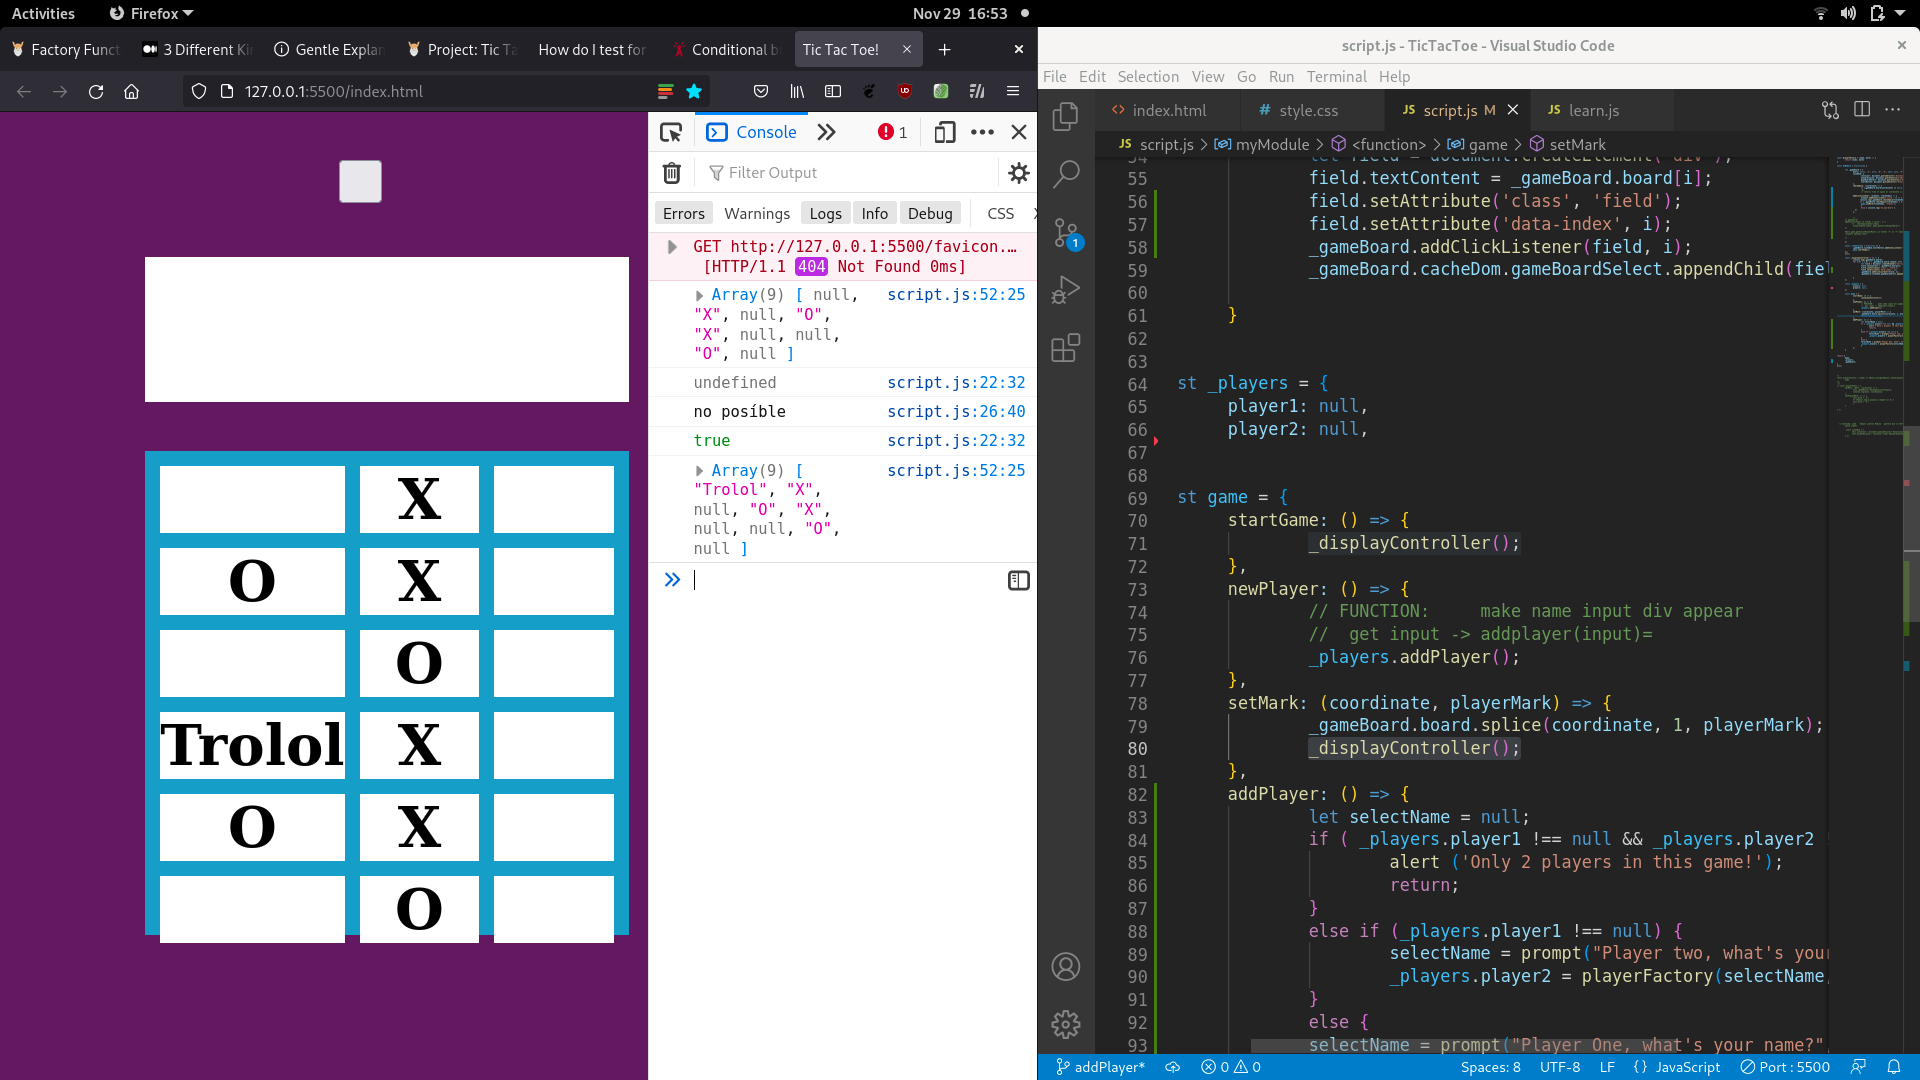 Activities
Firefox
Nov 29 16:53
Factory Funct
3 Different Ki
Gentle Explan
Project: Tic Ta
How do I test for
Conditional b
Tic Tac Toe!
127.0.0.1:5500/index.html
X
O X
O
Trolol X
O X
O
Console
1
Filter Output
Errors Warnings Logs Info Debug CSS
GET http://127.0.0.1:5500/favicon.…
[HTTP/1.1 404 Not Found 0ms]
Array(9) [ null, script.js:52:25
"X", null, "O",
"X", null, null,
"O", null ]
undefined script.js:22:32
no posíble script.js:26:40
true script.js:22:32
Array(9) [ script.js:52:25
"Trolol", "X",
null, "O", "X",
null, null, "O",
null ]
script.js - TicTacToe - Visual Studio Code
File Edit Selection View Go Run Terminal Help
index.html
style.css
script.js M
learn.js
script.js > myModule > <function> > game > setMark
1
54 let field = document.createElement('div');
55 field.textContent = _gameBoard.board[i];
56 field.setAttribute('class', 'field');
57 field.setAttribute('data-index', i);
58 _gameBoard.addClickListener(field, i);
59 _gameBoard.cacheDom.gameBoardSelect.appendChild(fiel
60
61 }
62
63
64 st _players = {
65 player1: null,
66 player2: null,
67
68
69 st game = {
70 startGame: () => {
71 _displayController();
72 },
73 newPlayer: () => {
74 // FUNCTION: make name input div appear
75 // get input -> addplayer(input)=
76 _players.addPlayer();
77 },
78 setMark: (coordinate, playerMark) => {
79 _gameBoard.board.splice(coordinate, 1, playerMark);
80 _displayController();
81 },
82 addPlayer: () => {
83 let selectName = null;
84 if ( _players.player1 !== null && _players.player2
85 alert ('Only 2 players in this game!');
86 return;
87 }
88 else if (_players.player1 !== null) {
89 selectName = prompt("Player two, what's your
90 _players.player2 = playerFactory(selectName,
91 }
92 else {
93 selectName = prompt("Player One, what's your name?"
addPlayer*
0 0
Spaces: 8
UTF-8
LF
{} JavaScript
Port : 5500